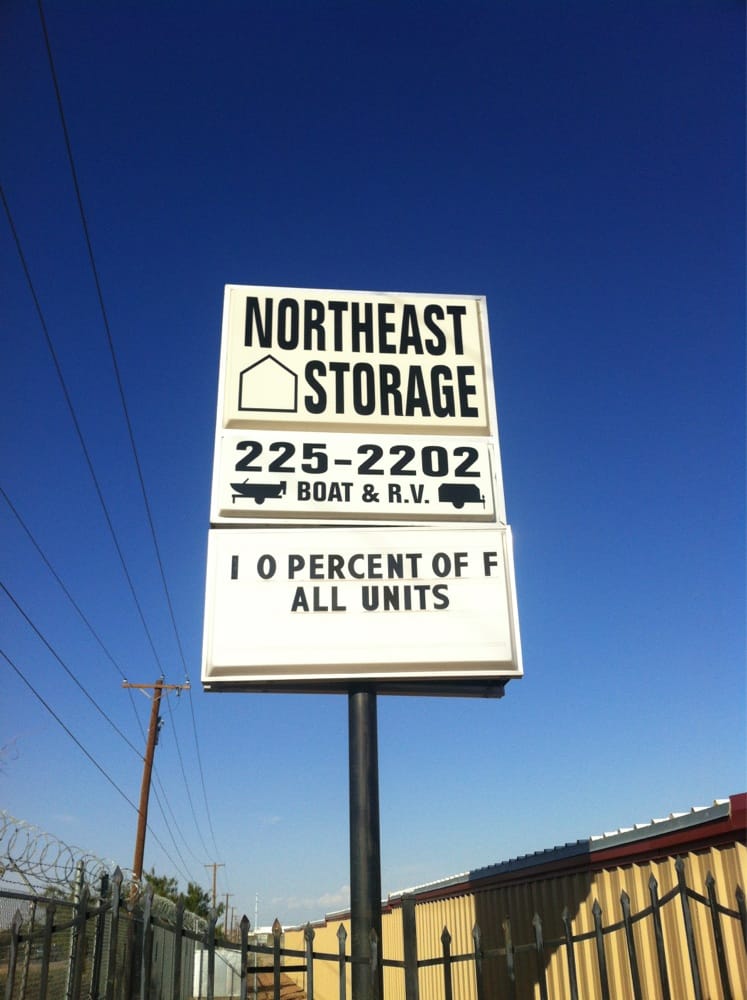 NORTHEAST
STORAGE
225-2202
BOAT & R.V.
I O PERCENT OF F
ALL UNITS